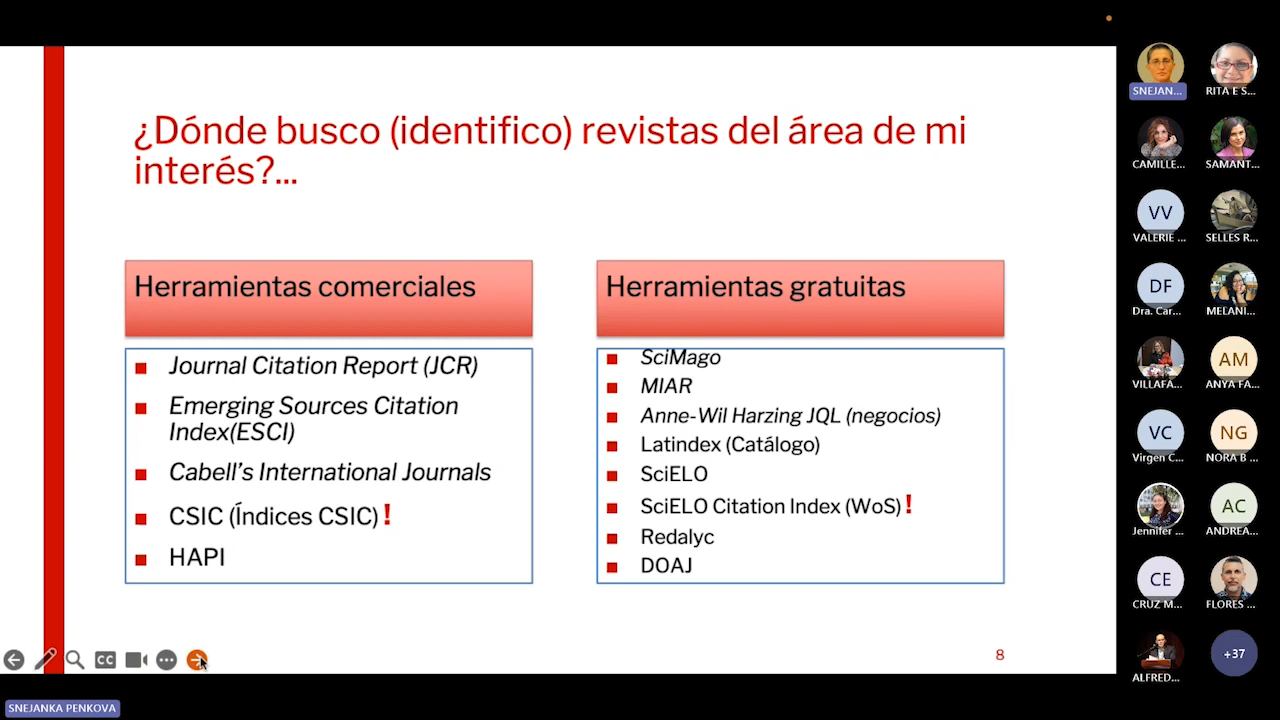 ¿Dónde busco (identifico) revistas del área de mi
interés?...
Herramientas comerciales
Journal Citation Report (JCR)
Emerging Sources Citation
Index(ESCI)
Cabell’s International Journals
CSIC (Índices CSIC) !
HAPI
Herramientas gratuitas
SciMago
MIAR
Anne-Wil Harzing JQL (negocios)
Latindex (Catálogo)
SciELO
SciELO Citation Index (WoS) !
Redalyc
DOAJ
8
CC
SNEJANKA PENKOVA
SNEJAN...
RITA E S...
CAMILLE...
SAMANT...
VV
VALERIE ...
SELLES R...
DF
Dra. Car...
MELANI...
VILLAFA...
AM
ANYA FA...
VC
Virgen C...
NG
NORA B ...
Jennifer ...
AC
ANDREA...
CE
CRUZ M...
FLORES ...
ALFRED...
+37